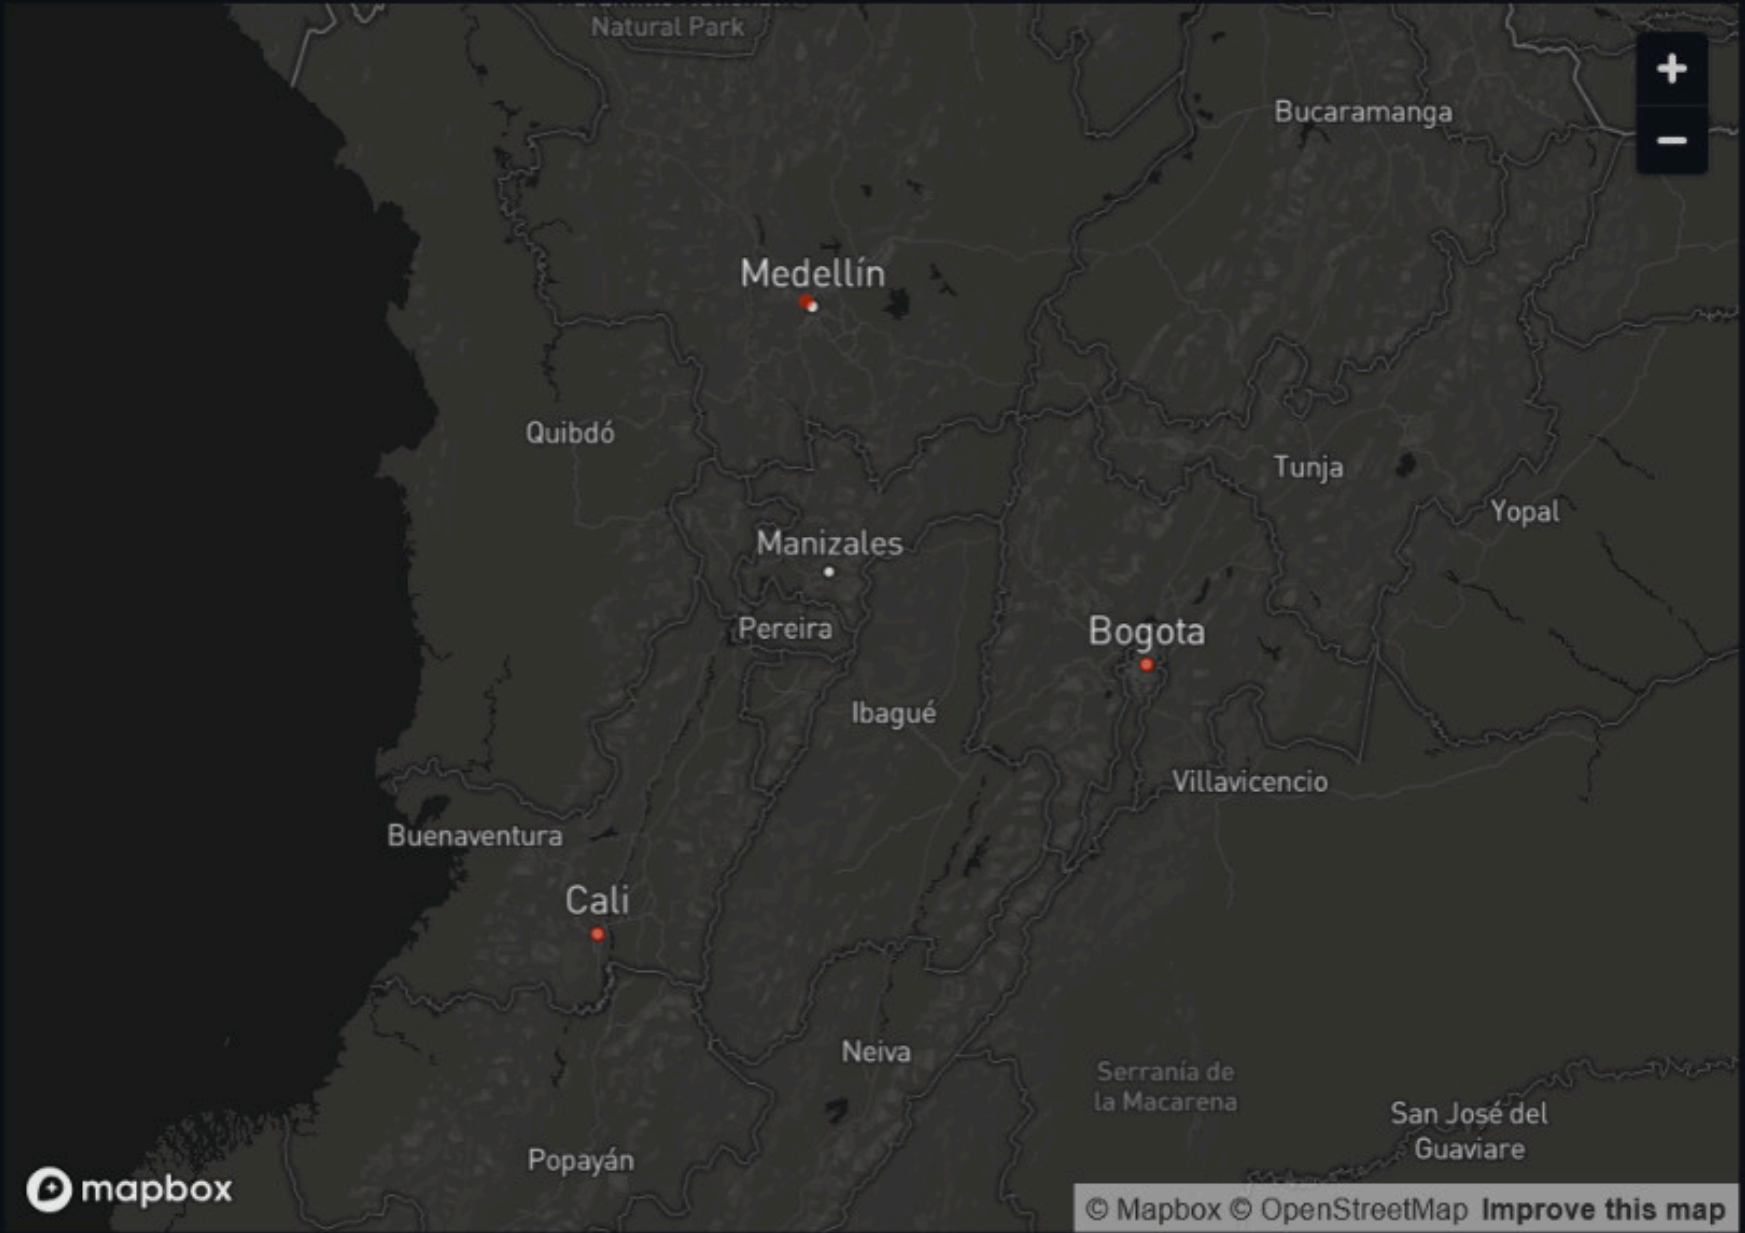 Natural Park
Bucaramanga
+
−
Medellín
Quibdó
Tunja
Yopal
Manizales
Pereira
Bogota
Ibagué
Villavicencio
Buenaventura
Cali
Neiva
Serranía de
la Macarena
San José del
Guaviare
Popayán
mapbox
© Mapbox © OpenStreetMap Improve this map